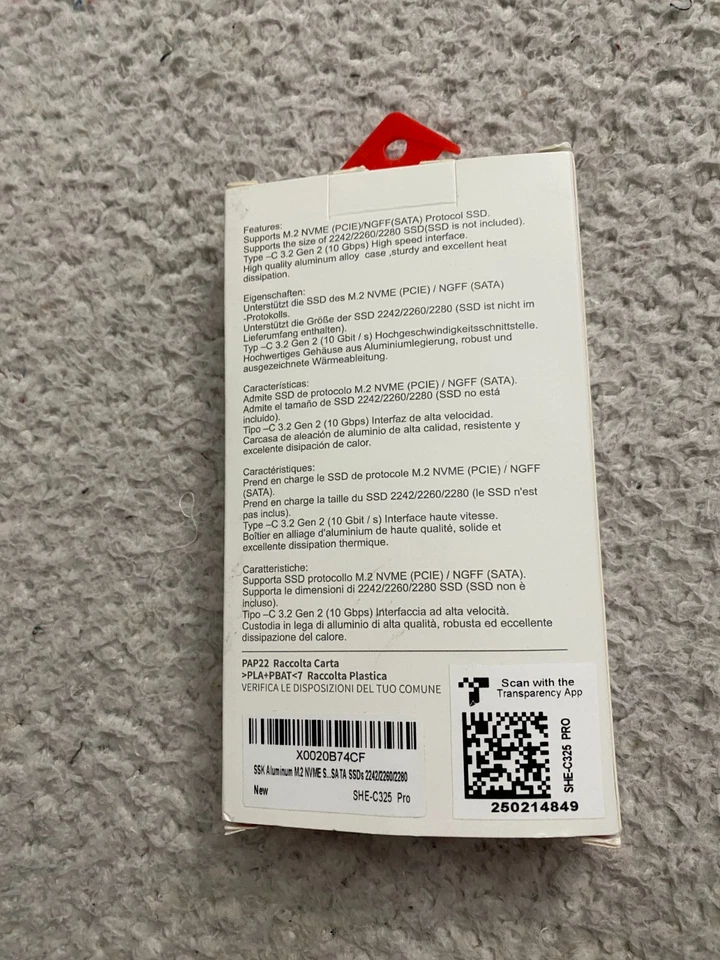 Features:
Supports M.2 NVME (PCIE)/NGFF(SATA) Protocol SSD.
Supports the size of 2242/2260/2280 SSD(SSD is not included).
Type –C 3.2 Gen 2 (10 Gbps) High speed interface.
High quality aluminum alloy case ,sturdy and excellent heat
dissipation.
Eigenschaften:
Unterstützt die SSD des M.2 NVME (PCIE) / NGFF (SATA)
-Protokolls.
Unterstützt die Größe der SSD 2242/2260/2280 (SSD ist nicht im
Lieferumfang enthalten).
Typ –C 3.2 Gen 2 (10 Gbit / s) Hochgeschwindigkeitsschnittstelle.
Hochwertiges Gehäuse aus Aluminiumlegierung, robust und
ausgezeichnete Wärmeableitung.
Características:
Admite SSD de protocolo M.2 NVME (PCIE) / NGFF (SATA).
Admite el tamaño de SSD 2242/2260/2280 (SSD no está
incluido).
Tipo –C 3.2 Gen 2 (10 Gbps) Interfaz de alta velocidad.
Carcasa de aleación de aluminio de alta calidad, resistente y
excelente disipación de calor.
Caractéristiques:
Prend en charge le SSD de protocole M.2 NVME (PCIE) / NGFF
(SATA).
Prend en charge la taille du SSD 2242/2260/2280 (le SSD n'est
pas inclus).
Type –C 3.2 Gen 2 (10 Gbit / s) Interface haute vitesse.
Boîtier en alliage d'aluminium de haute qualité, solide et
excellente dissipation thermique.
Caratteristiche:
Supporta SSD protocollo M.2 NVME (PCIE) / NGFF (SATA).
Supporta le dimensioni di 2242/2260/2280 SSD (SSD non è
incluso).
Tipo –C 3.2 Gen 2 (10 Gbps) Interfaccia ad alta velocità.
Custodia in lega di alluminio di alta qualità, robusta ed eccellente
dissipazione del calore.
PAP22 Raccolta Carta
>PLA+PBAT<7 Raccolta Plastica
VERIFICA LE DISPOSIZIONI DEL TUO COMUNE
X0020B74CF
SSK Aluminum M.2 NVME S...SATA SSDs 2242/2260/2280
New
SHE-C325 Pro
Scan with the
Transparency App
SHE-C325 PRO
250214849